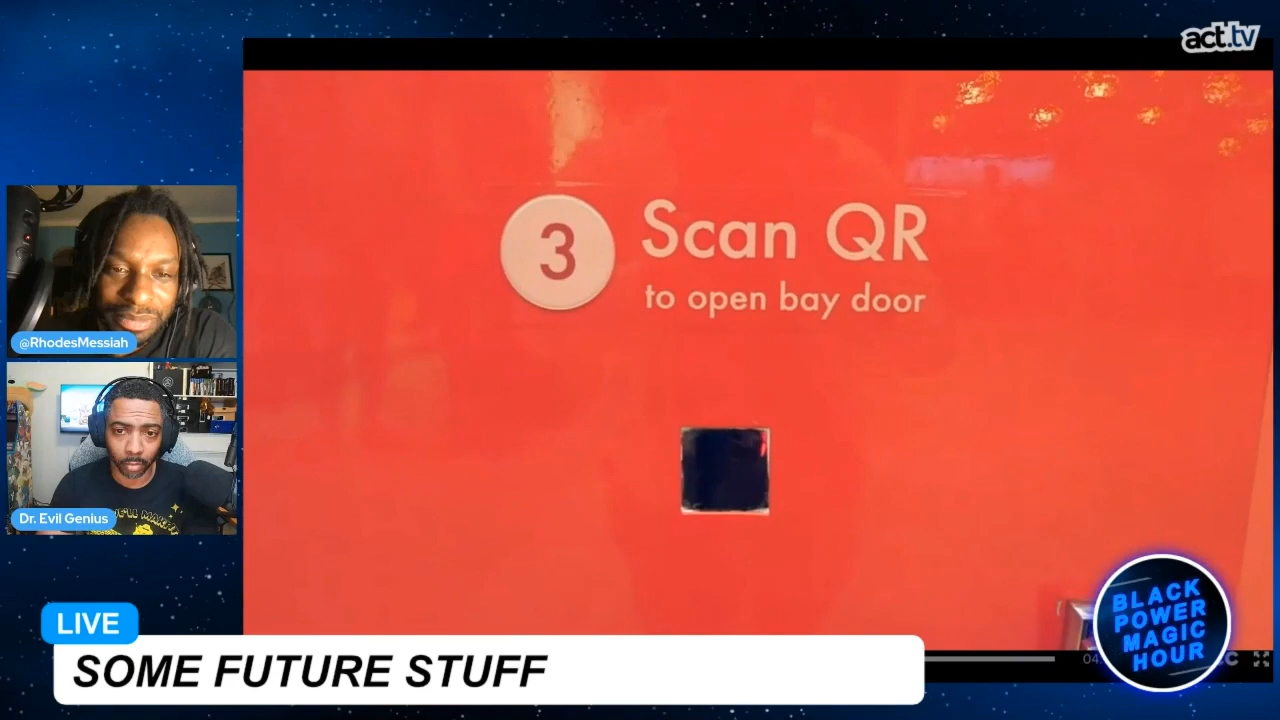 act.tv
3
Scan QR
to open bay door
@RhodesMessiah
Dr. Evil Genius
LIVE
SOME FUTURE STUFF
BLACK
POWER
MAGIC
HOUR